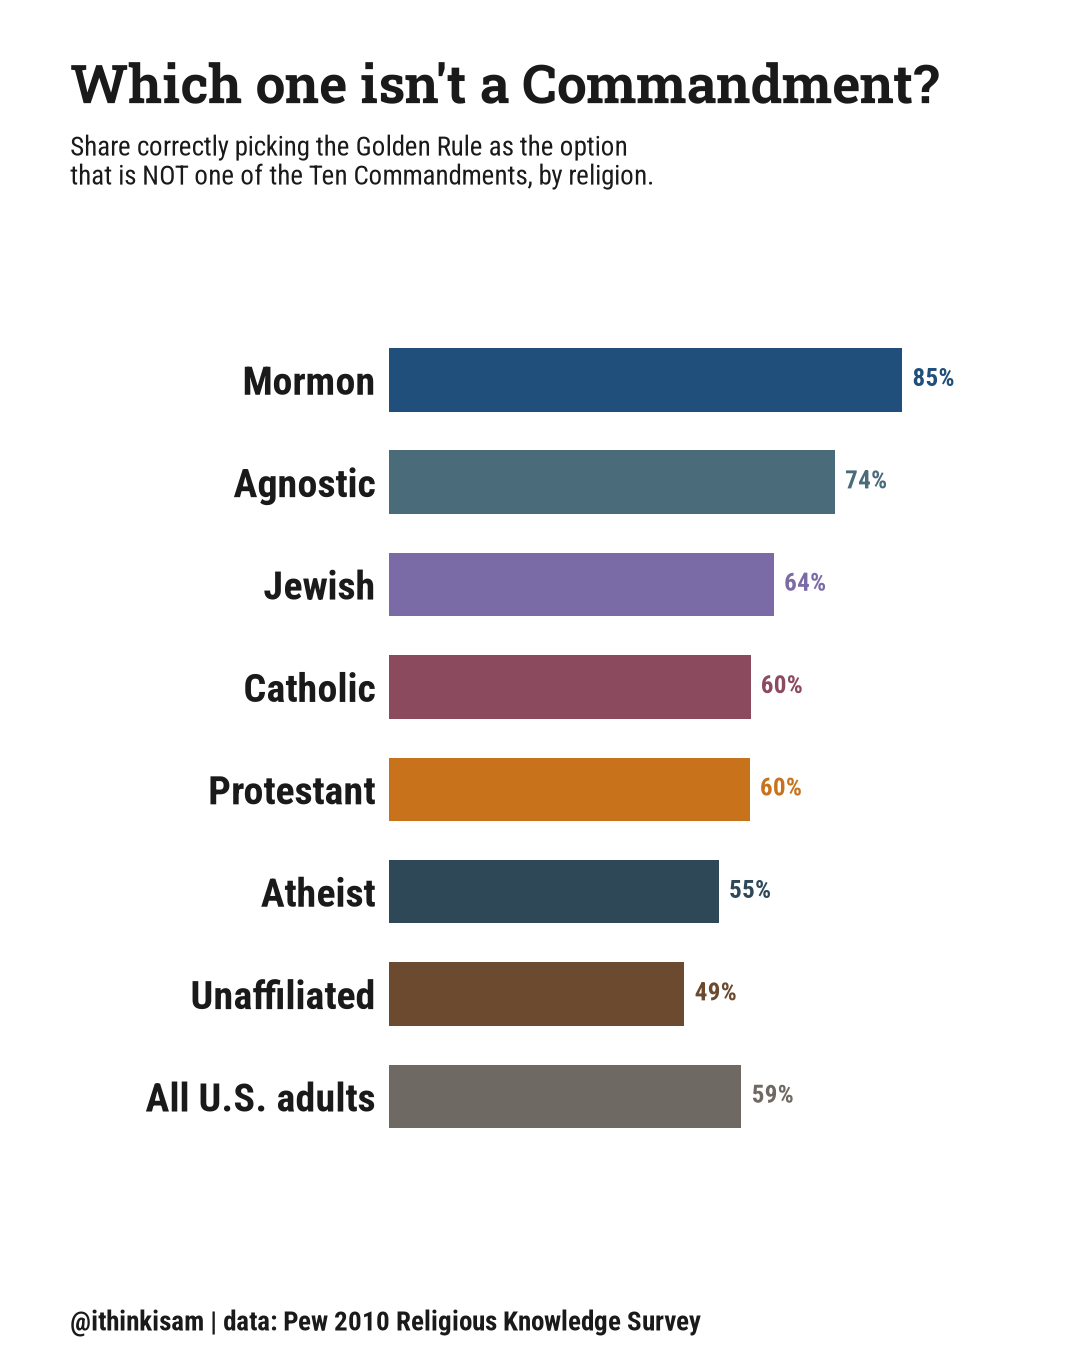 Which one isn't a Commandment?
Share correctly picking the Golden Rule as the option
that is NOT one of the Ten Commandments, by religion.
Mormon 85%
Agnostic 74%
Jewish 64%
Catholic 60%
Protestant 60%
Atheist 55%
Unaffiliated 49%
All U.S. adults 59%
@ithinkisam | data: Pew 2010 Religious Knowledge Survey